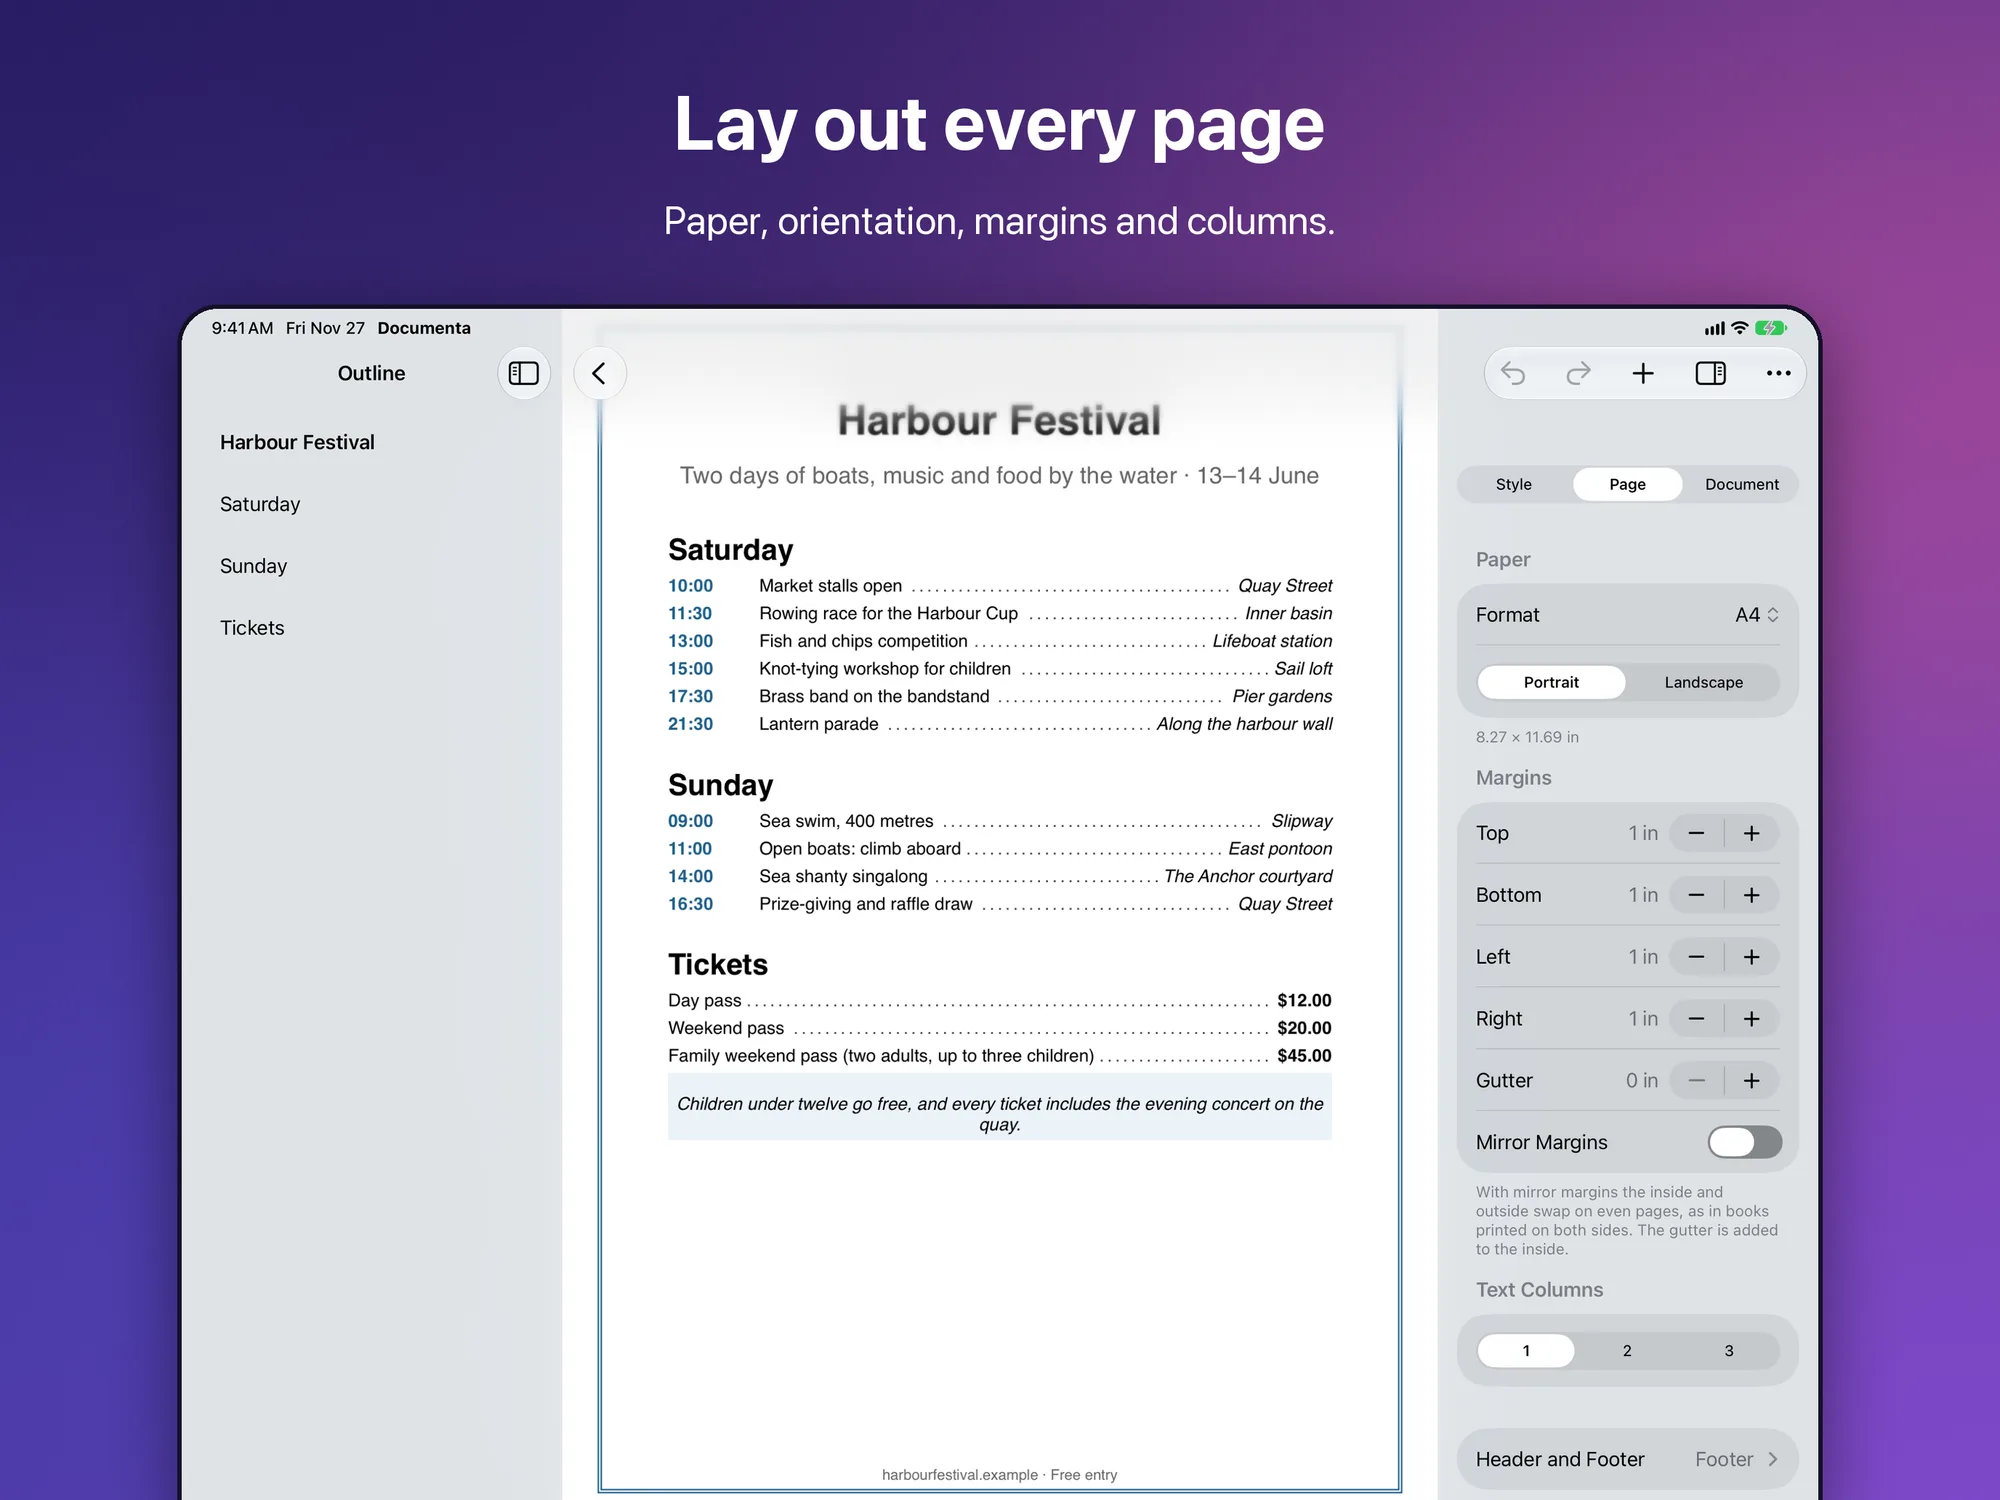 Lay out every page
Paper, orientation, margins and columns.
9:41 AM Fri Nov 27 Documenta
Outline
Harbour Festival
Saturday
Sunday
Tickets
Harbour Festival
Two days of boats, music and food by the water · 13–14 June
Saturday
10:00 Market stalls open ........................................ Quay Street
11:30 Rowing race for the Harbour Cup ........................... Inner basin
13:00 Fish and chips competition .............................. Lifeboat station
15:00 Knot-tying workshop for children ................................ Sail loft
17:30 Brass band on the bandstand ............................. Pier gardens
21:30 Lantern parade .................................. Along the harbour wall
Sunday
09:00 Sea swim, 400 metres ......................................... Slipway
11:00 Open boats: climb aboard ................................. East pontoon
14:00 Sea shanty singalong ............................. The Anchor courtyard
16:30 Prize-giving and raffle draw ................................ Quay Street
Tickets
Day pass .................................................................... $12.00
Weekend pass .............................................................. $20.00
Family weekend pass (two adults, up to three children) ...................... $45.00
Children under twelve go free, and every ticket includes the evening concert on the
quay.
harbourfestival.example · Free entry
Style Page Document
Paper
Format A4
Portrait Landscape
8.27 × 11.69 in
Margins
Top 1 in
Bottom 1 in
Left 1 in
Right 1 in
Gutter 0 in
Mirror Margins
With mirror margins the inside and
outside swap on even pages, as in books
printed on both sides. The gutter is added
to the inside.
Text Columns
1 2 3
Header and Footer Footer